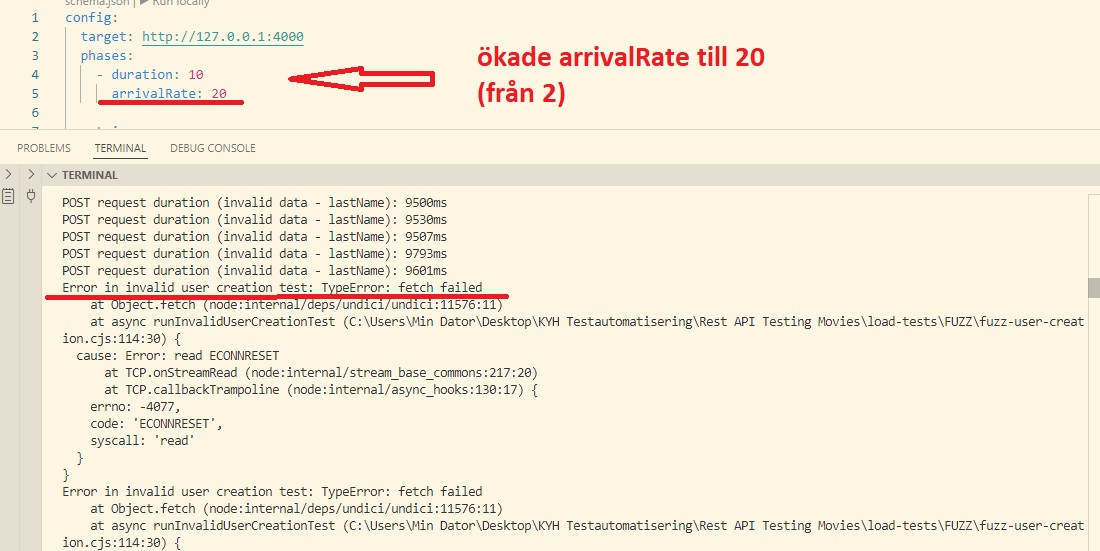 schema.json | ▶ Run locally
1 config:
2 target: http://127.0.0.1:4000
3 phases:
4 - duration: 10
5 arrivalRate: 20
6
ökade arrivalRate till 20
(från 2)
PROBLEMS TERMINAL DEBUG CONSOLE
TERMINAL
POST request duration (invalid data - lastName): 9500ms
POST request duration (invalid data - lastName): 9530ms
POST request duration (invalid data - lastName): 9507ms
POST request duration (invalid data - lastName): 9793ms
POST request duration (invalid data - lastName): 9601ms
Error in invalid user creation test: TypeError: fetch failed
at Object.fetch (node:internal/deps/undici/undici:11576:11)
at async runInvalidUserCreationTest (C:\Users\Min Dator\Desktop\KYH Testautomatisering\Rest API Testing Movies\load-tests\FUZZ\fuzz-user-creat
ion.cjs:114:30) {
cause: Error: read ECONNRESET
at TCP.onStreamRead (node:internal/stream_base_commons:217:20)
at TCP.callbackTrampoline (node:internal/async_hooks:130:17) {
errno: -4077,
code: 'ECONNRESET',
syscall: 'read'
}
}
Error in invalid user creation test: TypeError: fetch failed
at Object.fetch (node:internal/deps/undici/undici:11576:11)
at async runInvalidUserCreationTest (C:\Users\Min Dator\Desktop\KYH Testautomatisering\Rest API Testing Movies\load-tests\FUZZ\fuzz-user-creat
ion.cjs:114:30) {